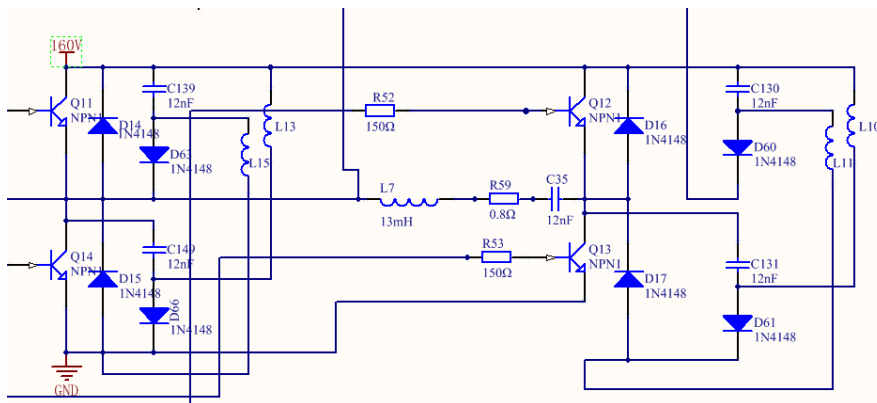 160V
Q11
NPN1
D14
1N4148
C139
12nF
D63
1N4148
L13
L15
R52
150Ω
Q12
NPN1
D16
1N4148
C130
12nF
D60
1N4148
L10
L11
L7
13mH
R59
0.8Ω
C35
12nF
Q14
NPN1
D15
1N4148
C149
12nF
D66
1N4148
R53
150Ω
Q13
NPN1
D17
1N4148
C131
12nF
D61
1N4148
GND